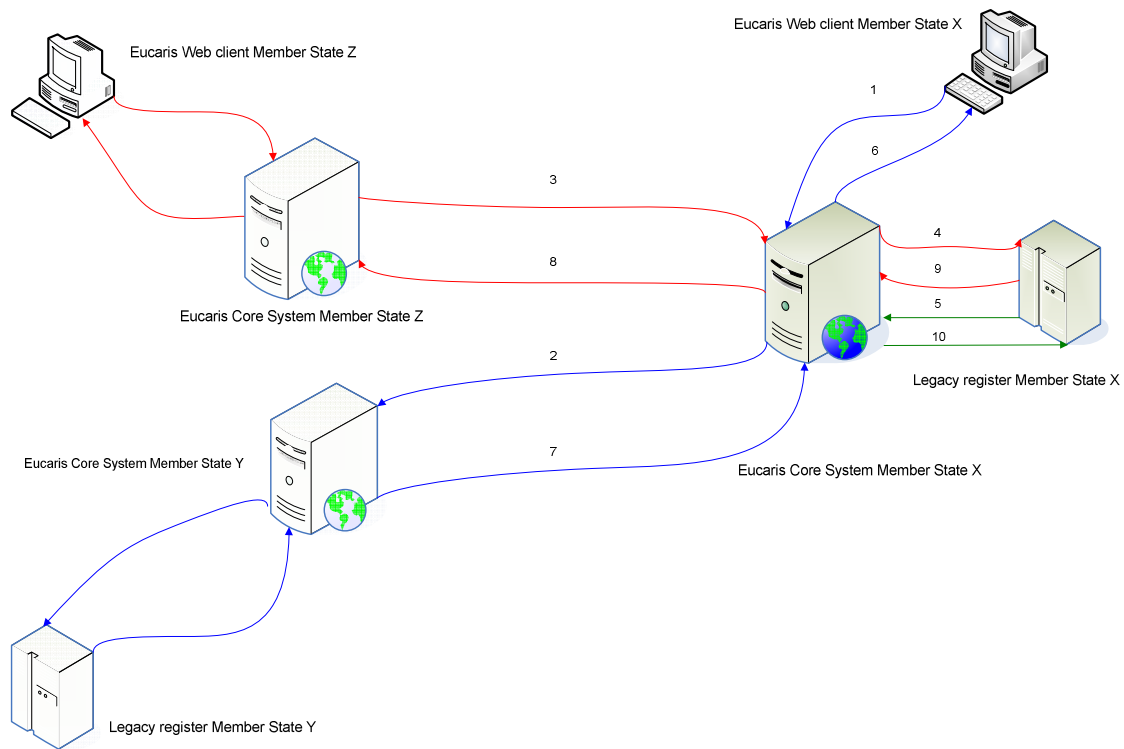 Eucaris Web client Member State X
Eucaris Web client Member State Z
1
6
3
4
8
9
5
10
Eucaris Core System Member State Z
2
Legacy register Member State X
7
Eucaris Core System Member State Y
Eucaris Core System Member State X
Legacy register Member State Y